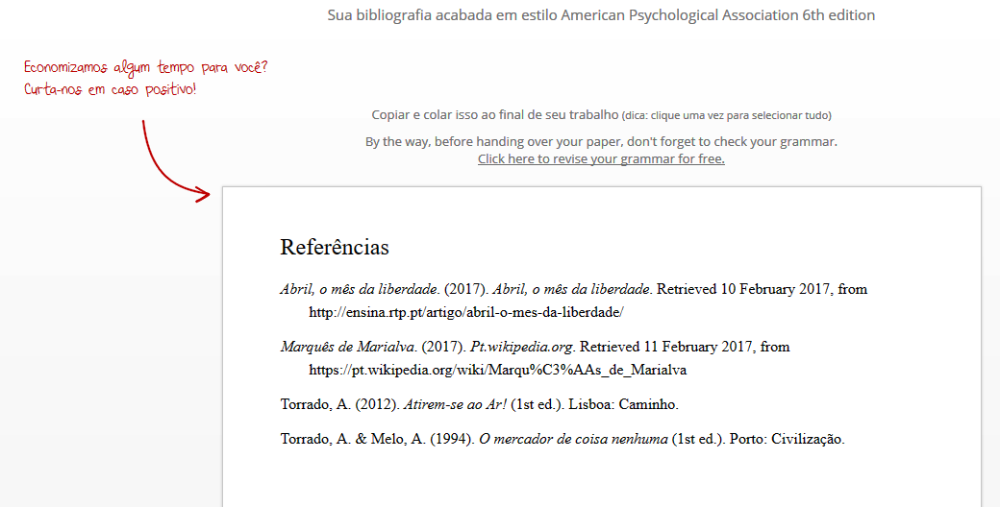 Sua bibliografia acabada em estilo American Psychological Association 6th edition
Economizamos algum tempo para você?
Curta-nos em caso positivo!
Copiar e colar isso ao final de seu trabalho (dica: clique uma vez para selecionar tudo)
By the way, before handing over your paper, don't forget to check your grammar.
Click here to revise your grammar for free.
Referências
Abril, o mês da liberdade. (2017). Abril, o mês da liberdade. Retrieved 10 February 2017, from
http://ensina.rtp.pt/artigo/abril-o-mes-da-liberdade/
Marquês de Marialva. (2017). Pt.wikipedia.org. Retrieved 11 February 2017, from
https://pt.wikipedia.org/wiki/Marqu%C3%AAs_de_Marialva
Torrado, A. (2012). Atirem-se ao Ar! (1st ed.). Lisboa: Caminho.
Torrado, A. & Melo, A. (1994). O mercador de coisa nenhuma (1st ed.). Porto: Civilização.